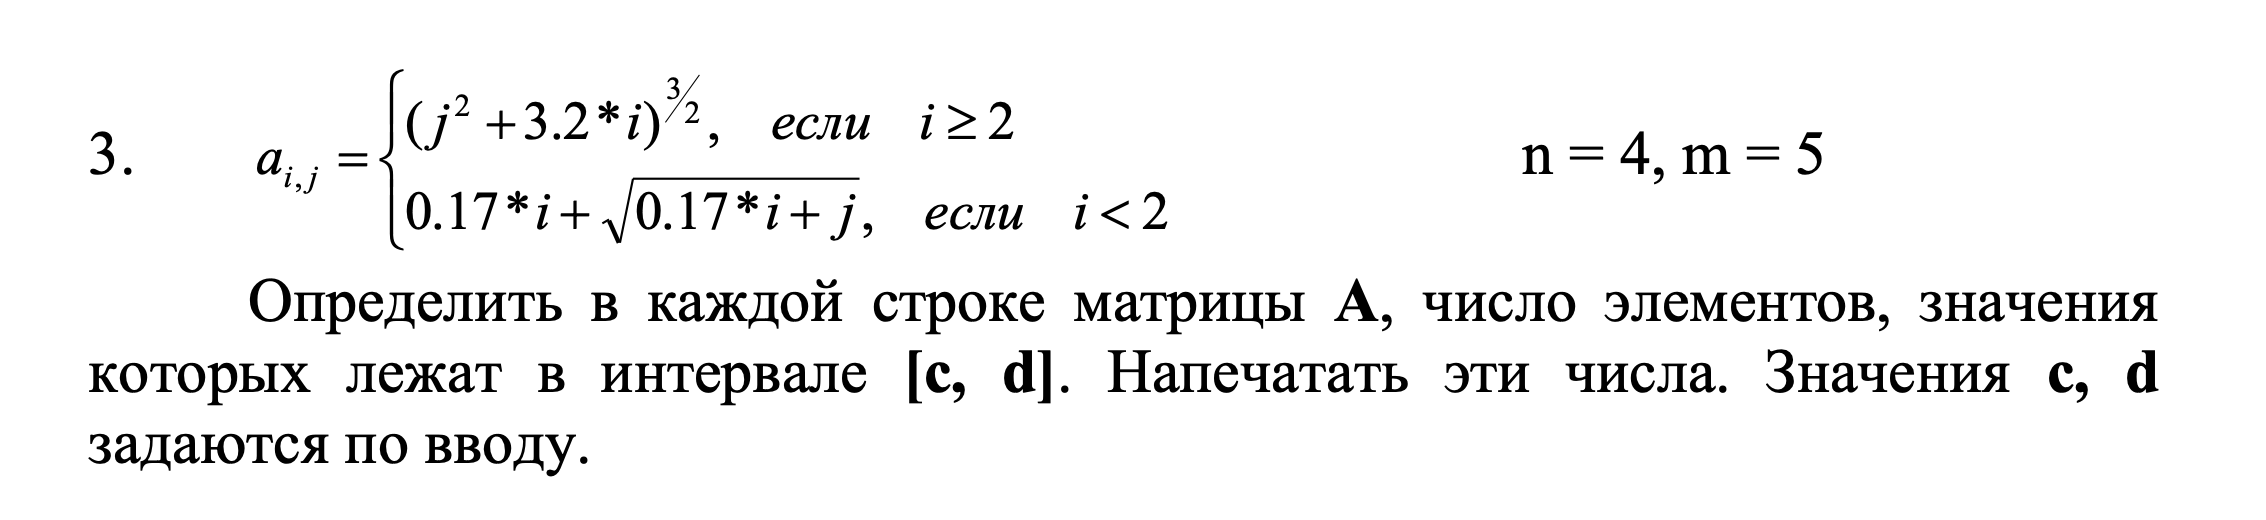 3. a_{i,j} = { (j^2 + 3.2*i)^{3/2}, если i ≥ 2 n = 4, m = 5
0.17*i + √(0.17*i + j), если i < 2
Определить в каждой строке матрицы A, число элементов, значения
которых лежат в интервале [c, d]. Напечатать эти числа. Значения c, d
задаются по вводу.